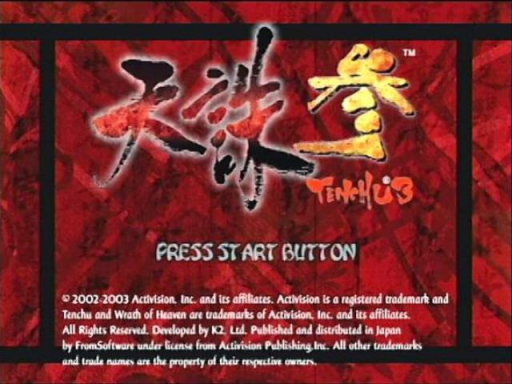 天誅参™
TENCHU3
PRESS START BUTTON
© 2002-2003 Activision, Inc. and its affiliates. Activision is a registered trademark and
Tenchu and Wrath of Heaven are trademarks of Activision, Inc. and its affiliates.
All Rights Reserved. Developed by K2, Ltd. Published and distributed in Japan
by FromSoftware under license from Activision Publishing,Inc. All other trademarks
and trade names are the property of their respective owners.